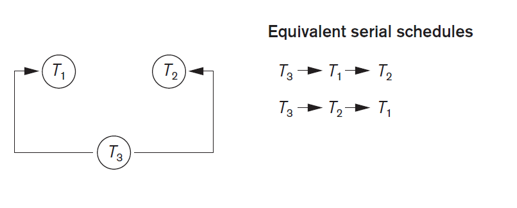 Equivalent serial schedules
T₁
T₂
T₃ → T₁ → T₂
T₃ → T₂ → T₁
T₃